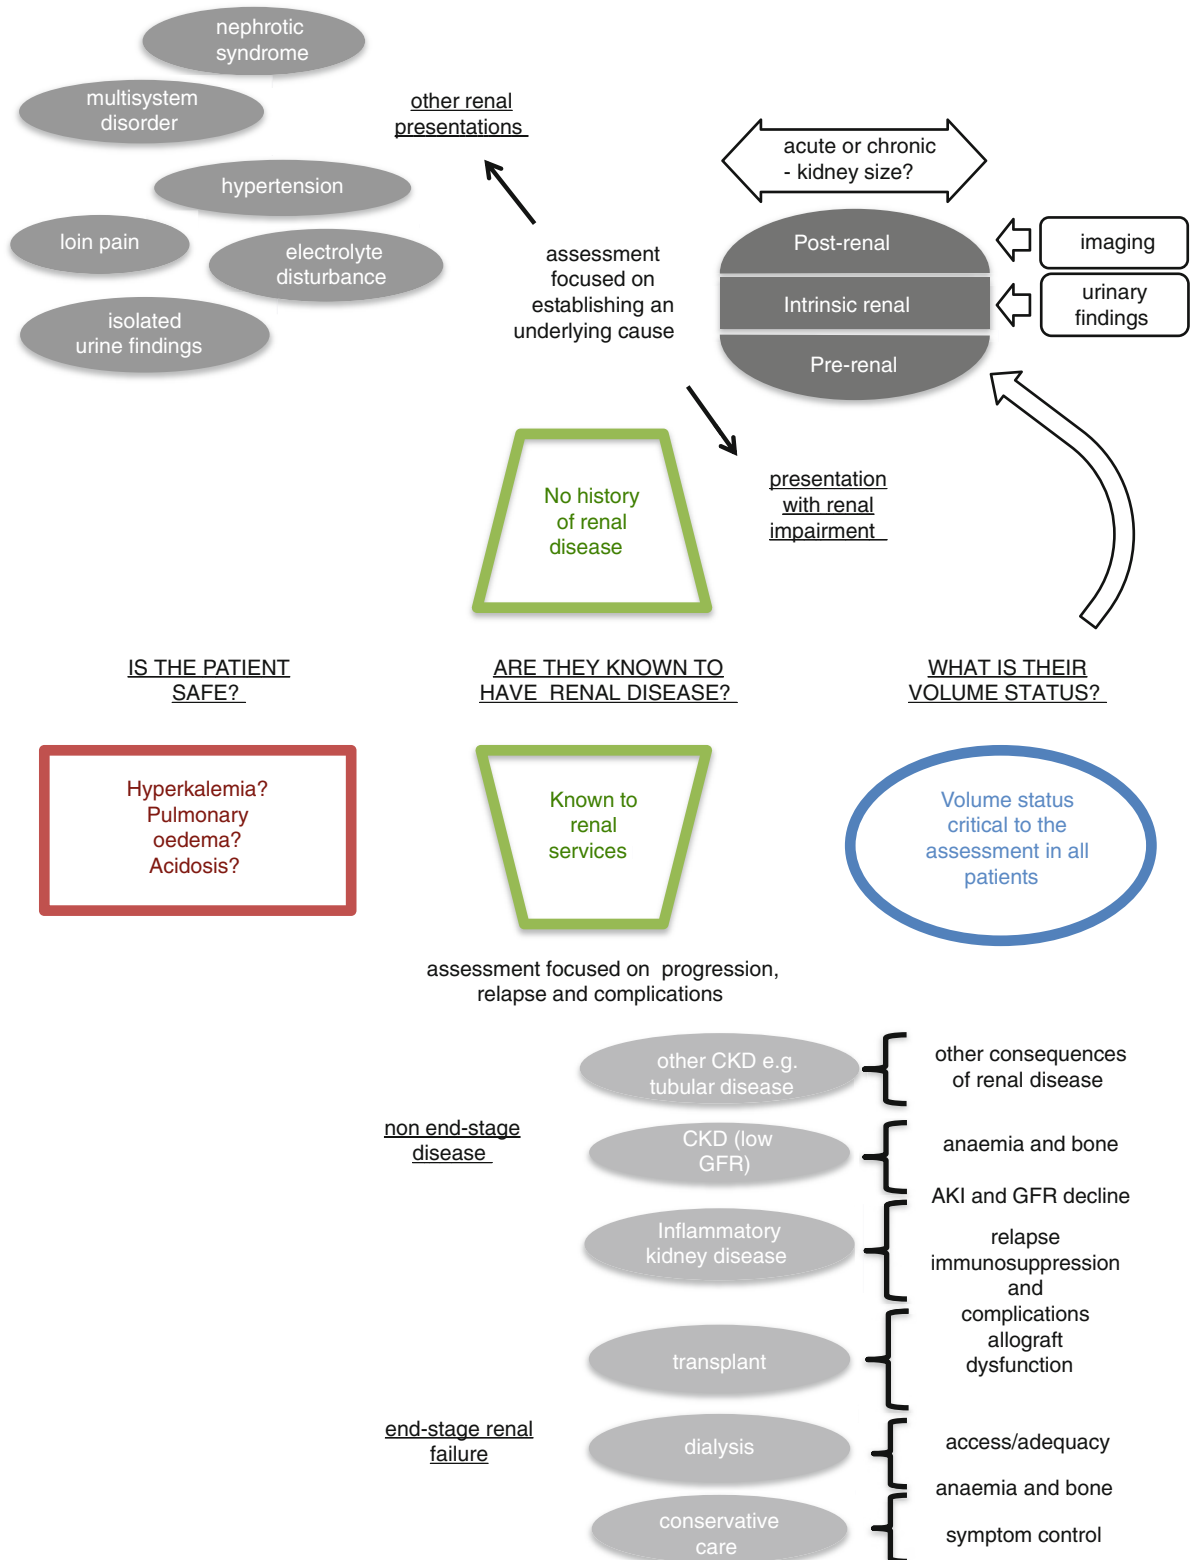 nephrotic
syndrome
multisystem
disorder
hypertension
loin pain
electrolyte
disturbance
isolated
urine findings
other renal
presentations
assessment
focused on
establishing an
underlying cause
acute or chronic
- kidney size?
Post-renal
Intrinsic renal
Pre-renal
imaging
urinary
findings
No history
of renal
disease
presentation
with renal
impairment
IS THE PATIENT
SAFE?
ARE THEY KNOWN TO
HAVE RENAL DISEASE?
WHAT IS THEIR
VOLUME STATUS?
Hyperkalemia?
Pulmonary
oedema?
Acidosis?
Known to
renal
services
Volume status
critical to the
assessment in all
patients
assessment focused on progression,
relapse and complications
non end-stage
disease
other CKD e.g.
tubular disease
other consequences
of renal disease
CKD (low
GFR)
anaemia and bone
AKI and GFR decline
Inflammatory
kidney disease
relapse
immunosuppression
and
complications
allograft
dysfunction
transplant
end-stage renal
failure
dialysis
access/adequacy
anaemia and bone
conservative
care
symptom control